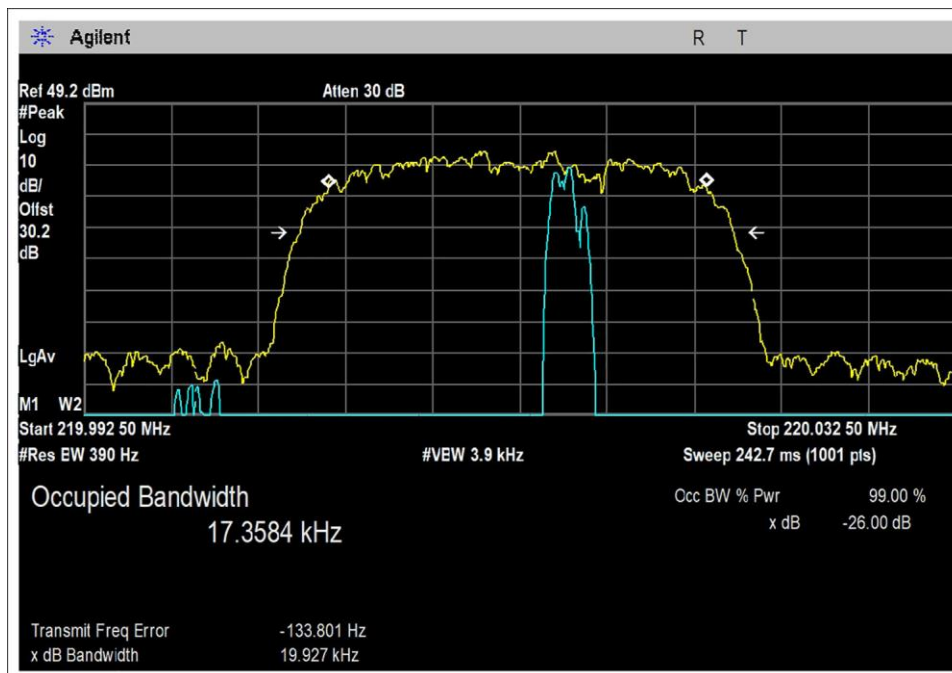 Agilent R T
Ref 49.2 dBm Atten 30 dB
#Peak
Log
10
dB/
Offst
30.2
dB
LgAv
M1 W2
Start 219.992 50 MHz Stop 220.032 50 MHz
#Res BW 390 Hz #VBW 3.9 kHz Sweep 242.7 ms (1001 pts)
Occupied Bandwidth Occ BW % Pwr 99.00 %
17.3584 kHz x dB -26.00 dB
Transmit Freq Error -133.801 Hz
x dB Bandwidth 19.927 kHz